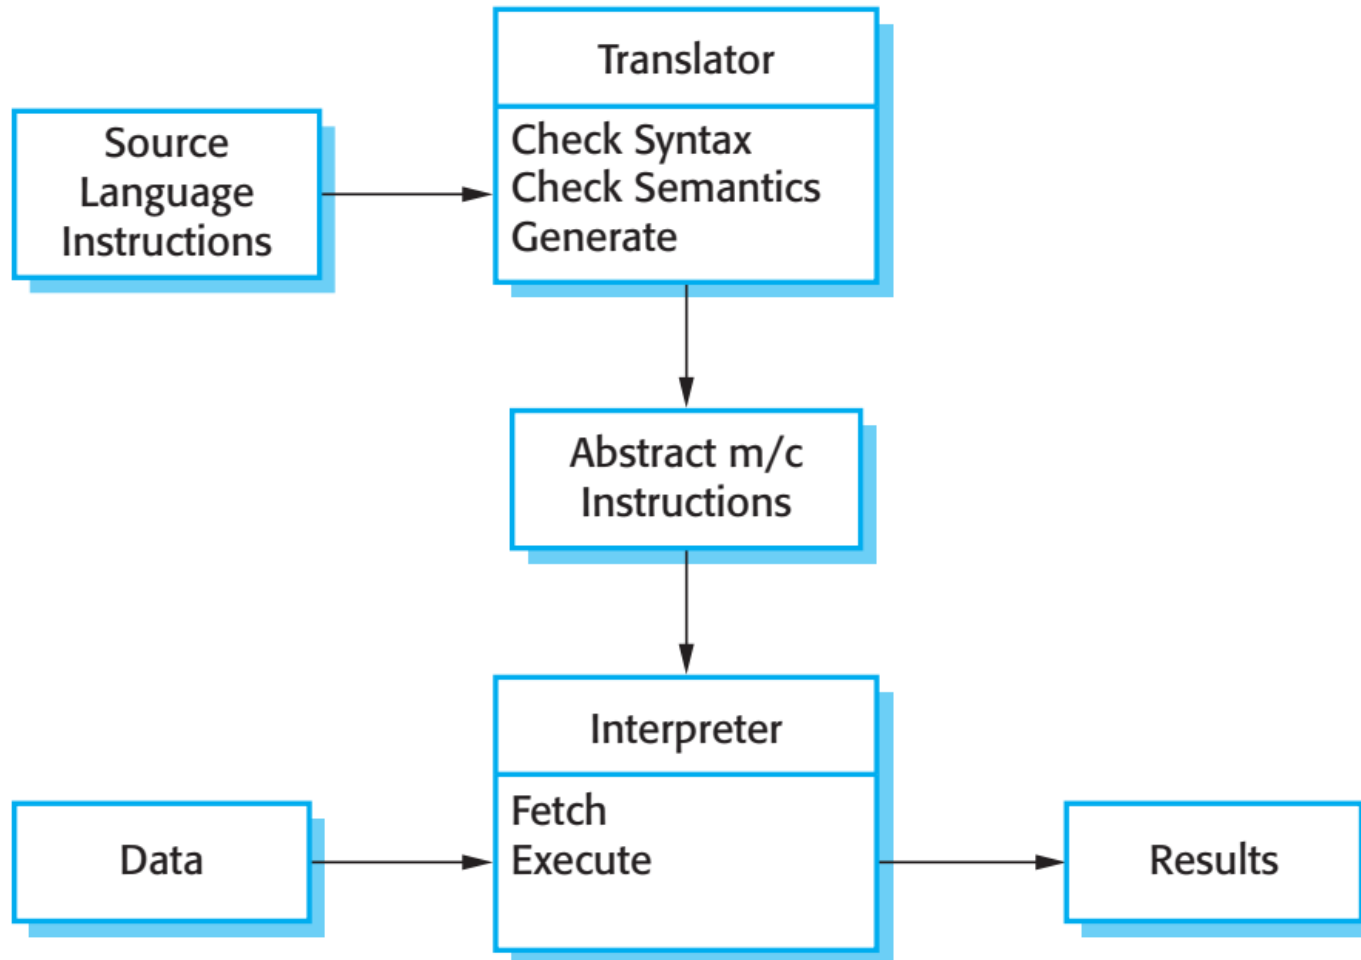 Translator
Source
Language
Instructions
Check Syntax
Check Semantics
Generate
Abstract m/c
Instructions
Interpreter
Data
Fetch
Execute
Results